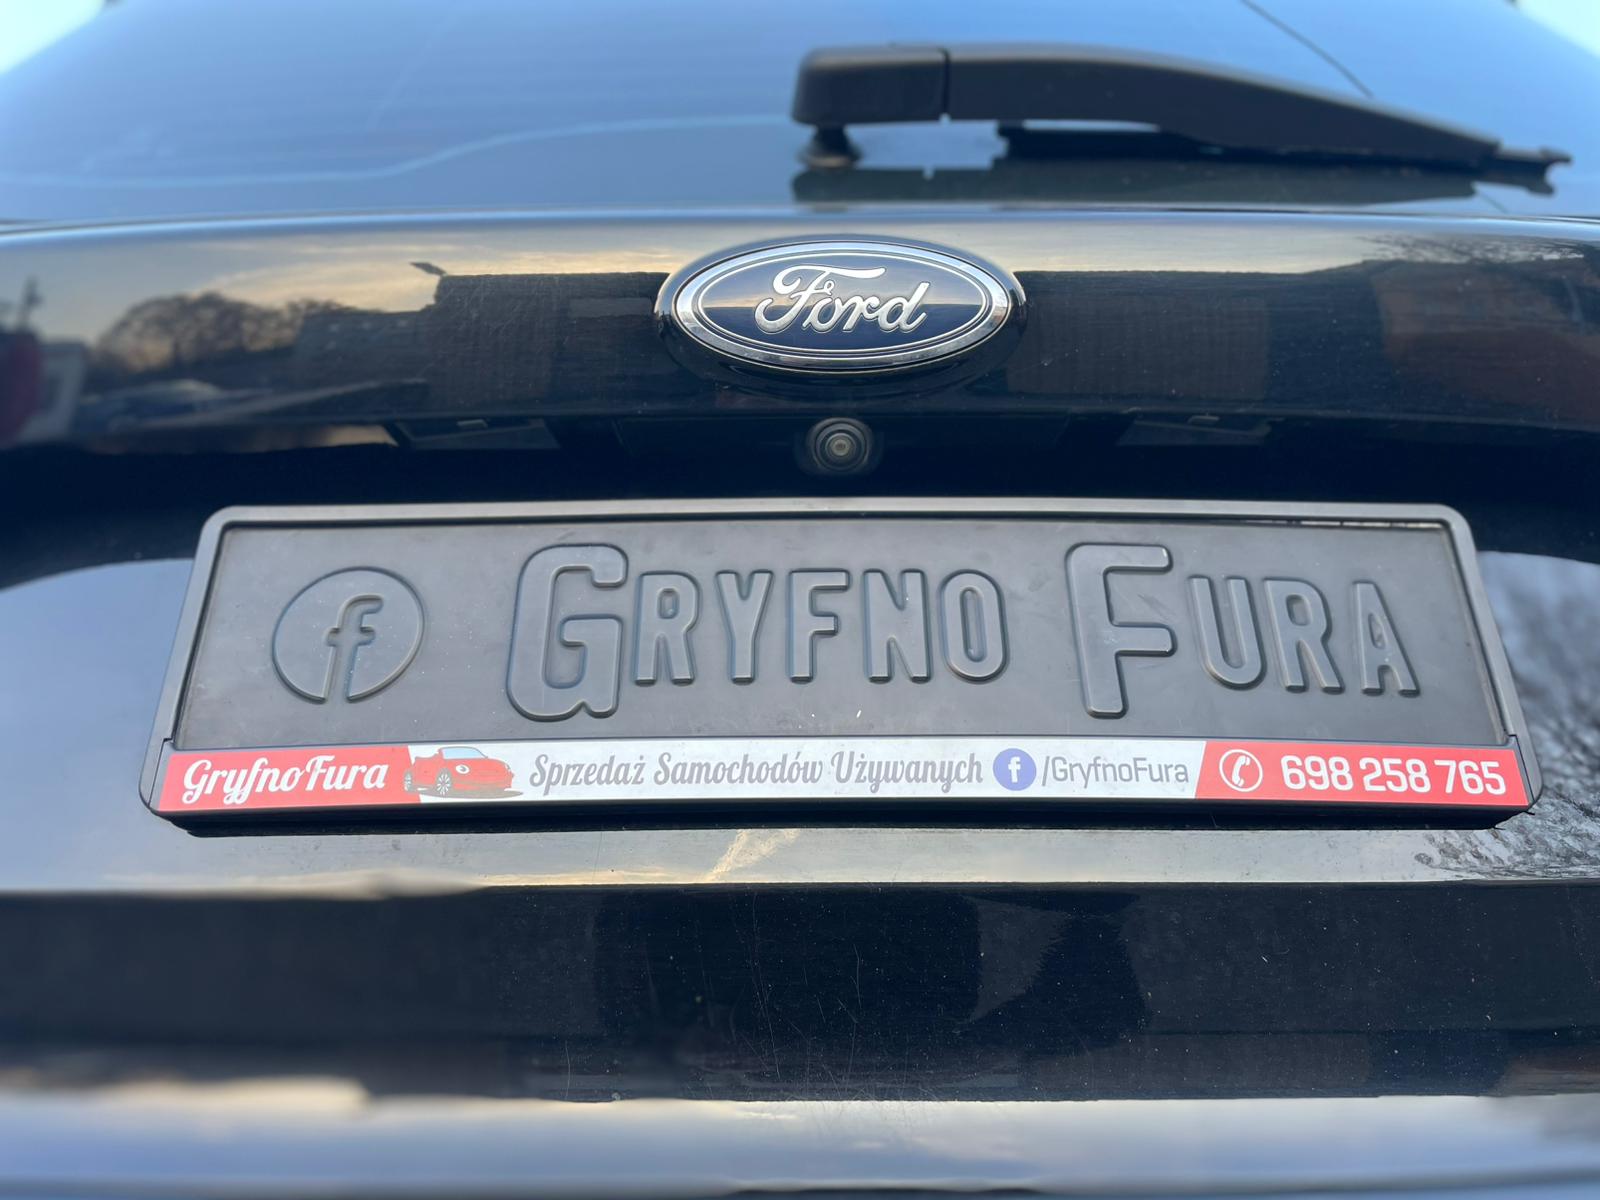 Ford
f GRYFNO FURA
GryfnoFura Sprzedaż Samochodów Używanych f /GryfnoFura 698 258 765